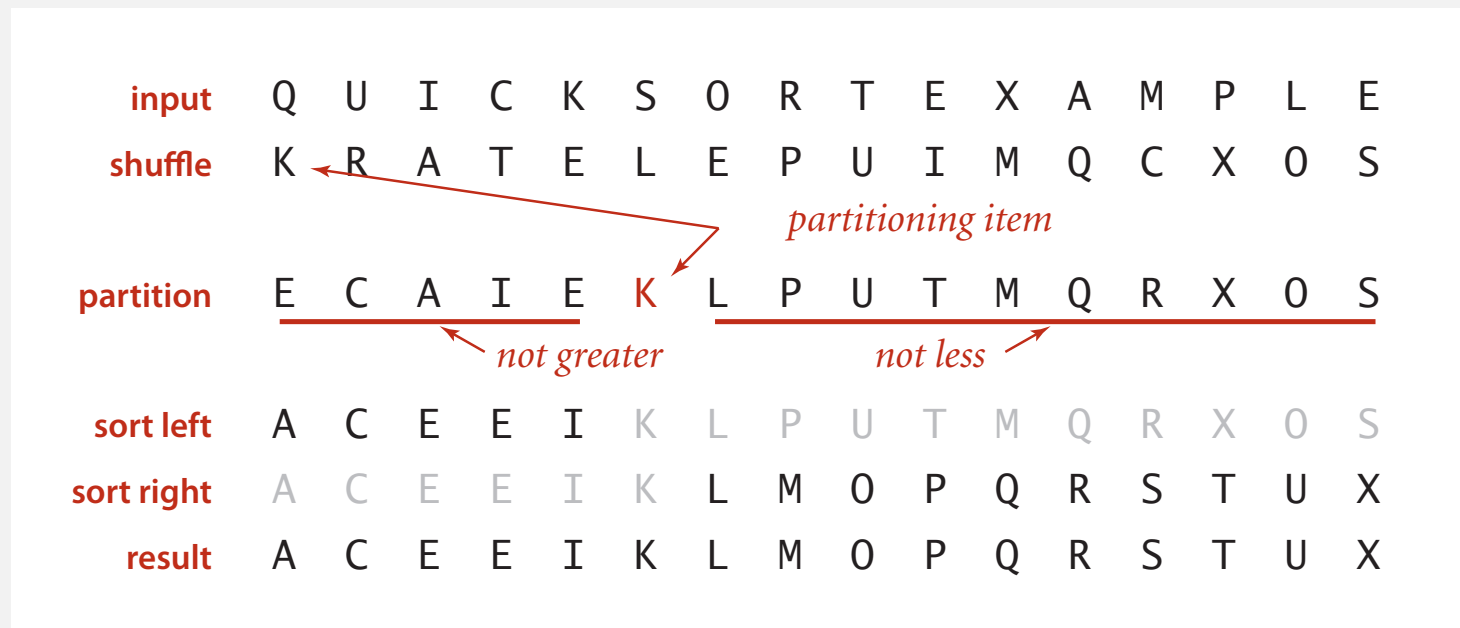 input Q U I C K S O R T E X A M P L E
shuffle K R A T E L E P U I M Q C X O S
partitioning item
partition E C A I E K L P U T M Q R X O S
not greater not less
sort left A C E E I K L P U T M Q R X O S
sort right A C E E I K L M O P Q R S T U X
result A C E E I K L M O P Q R S T U X